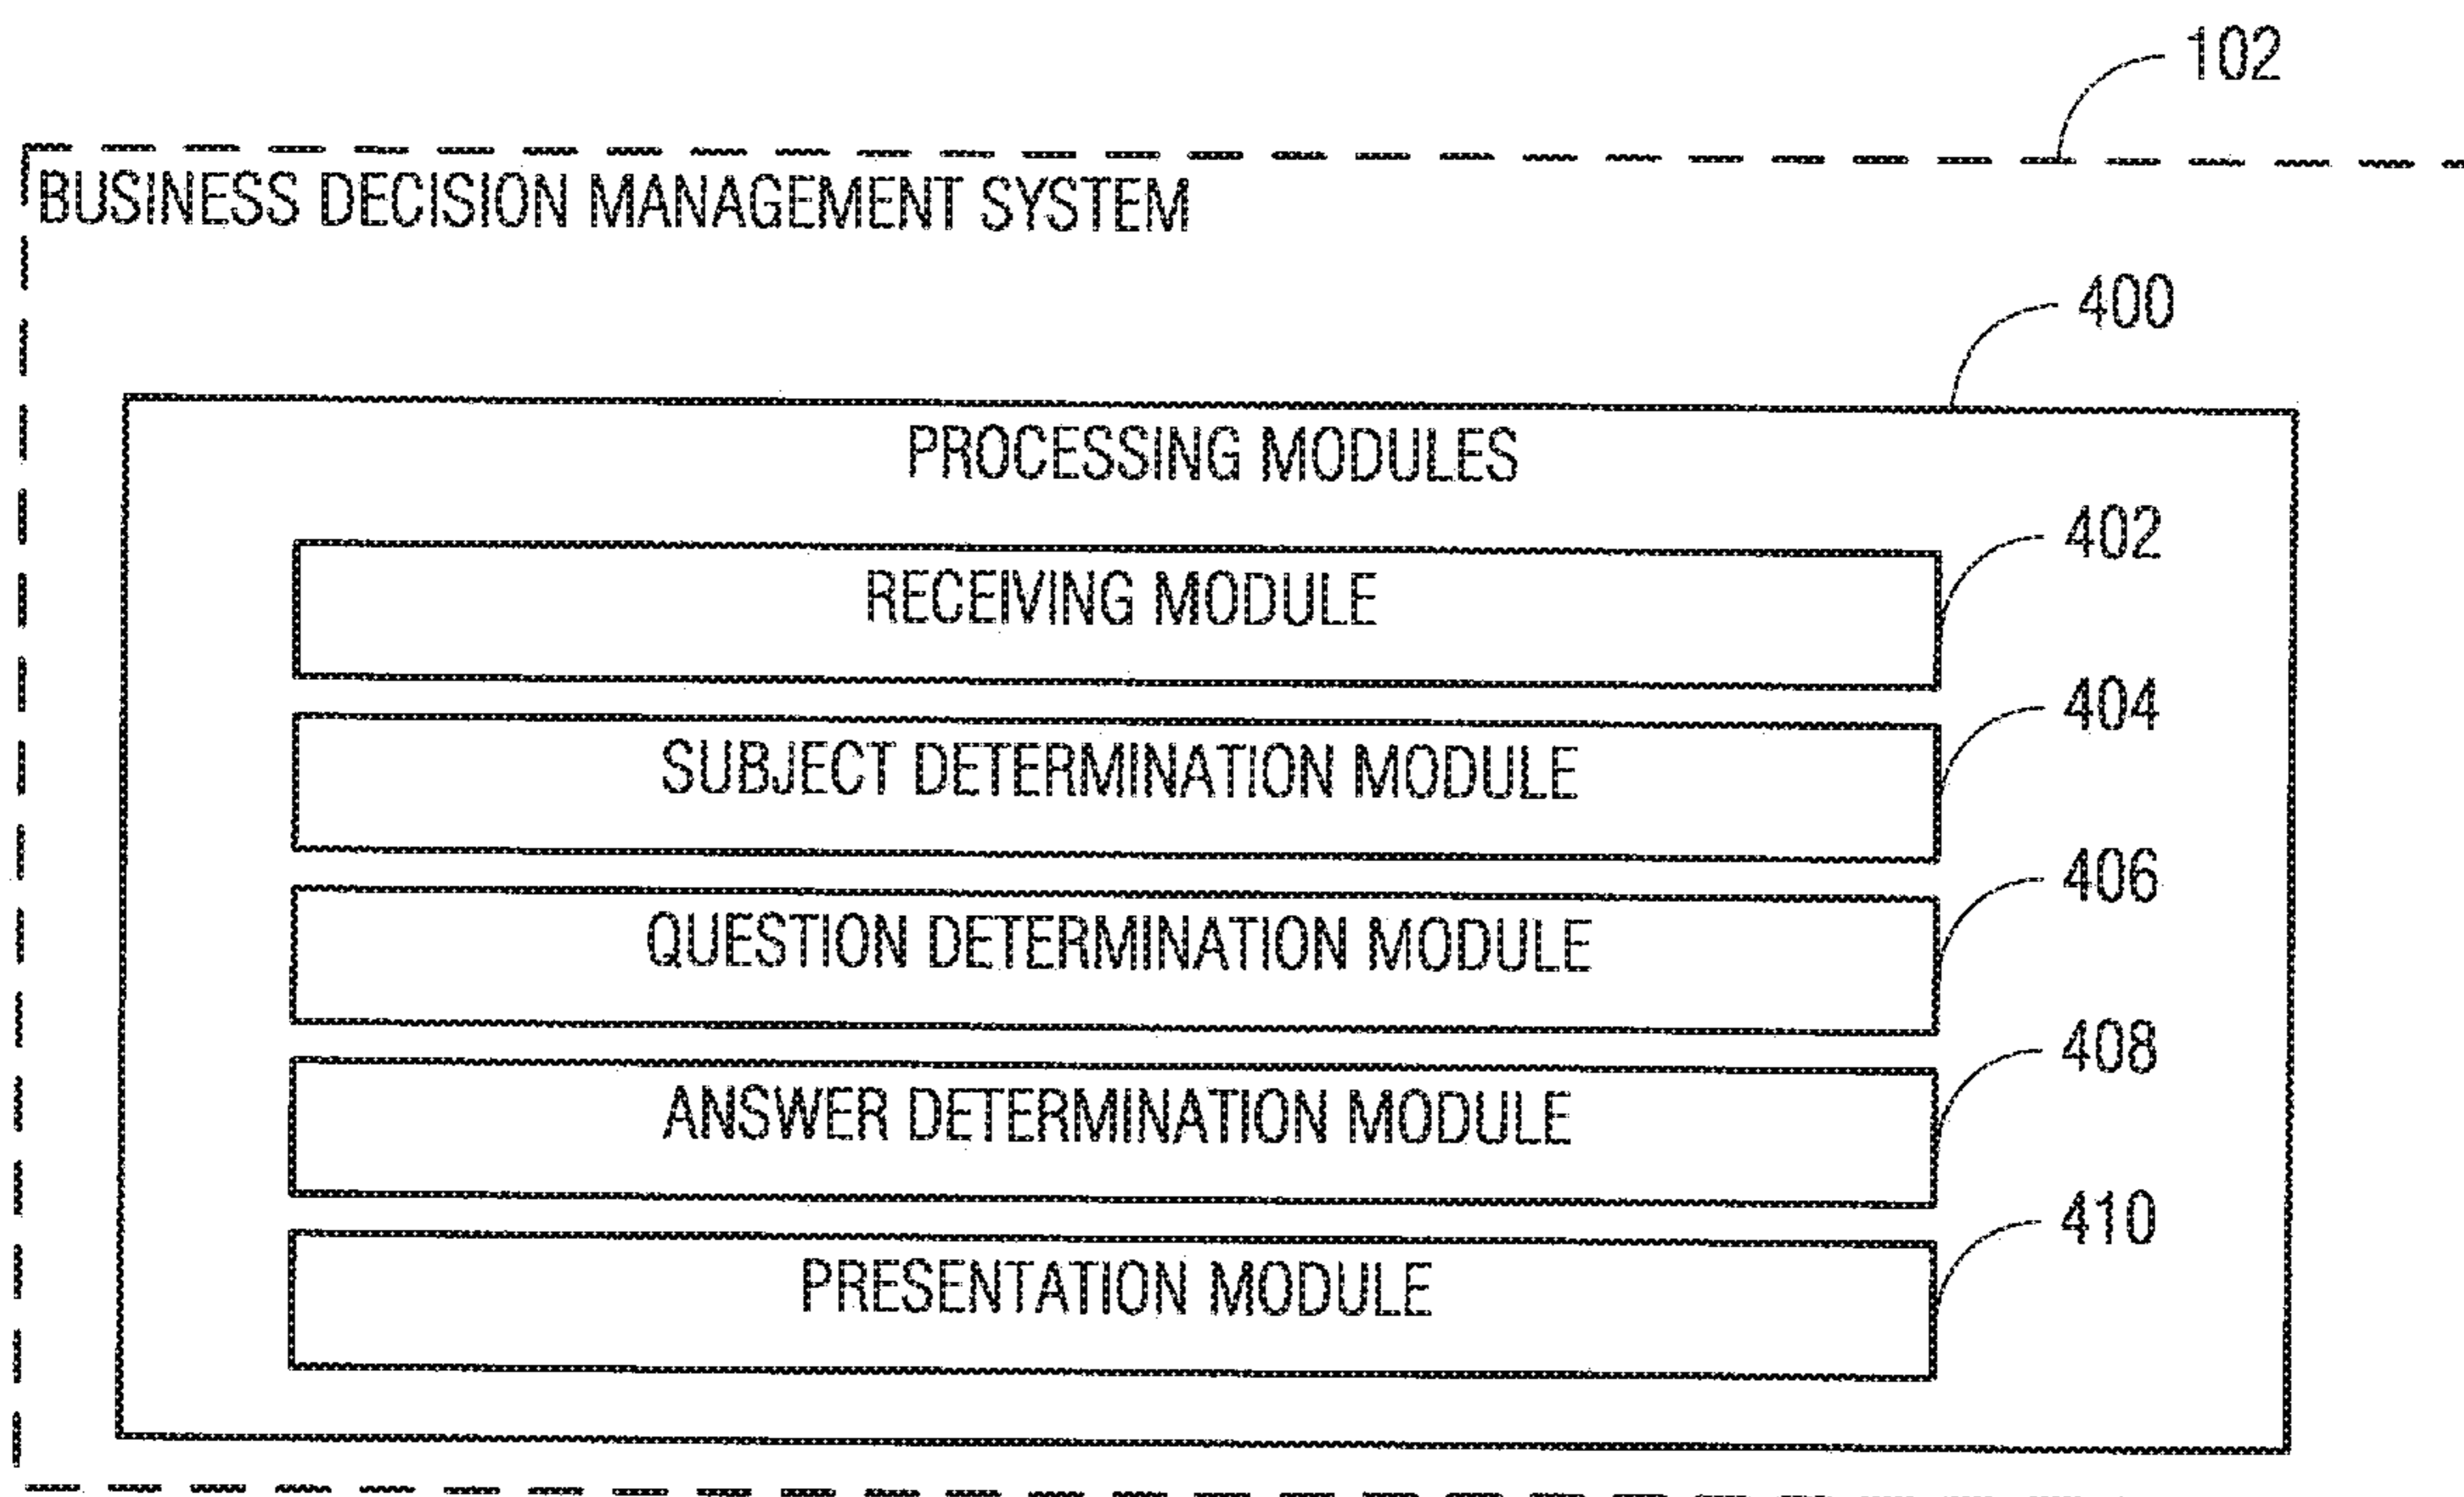 102
BUSINESS DECISION MANAGEMENT SYSTEM
400
PROCESSING MODULES
402
RECEIVING MODULE
404
SUBJECT DETERMINATION MODULE
406
QUESTION DETERMINATION MODULE
408
ANSWER DETERMINATION MODULE
410
PRESENTATION MODULE